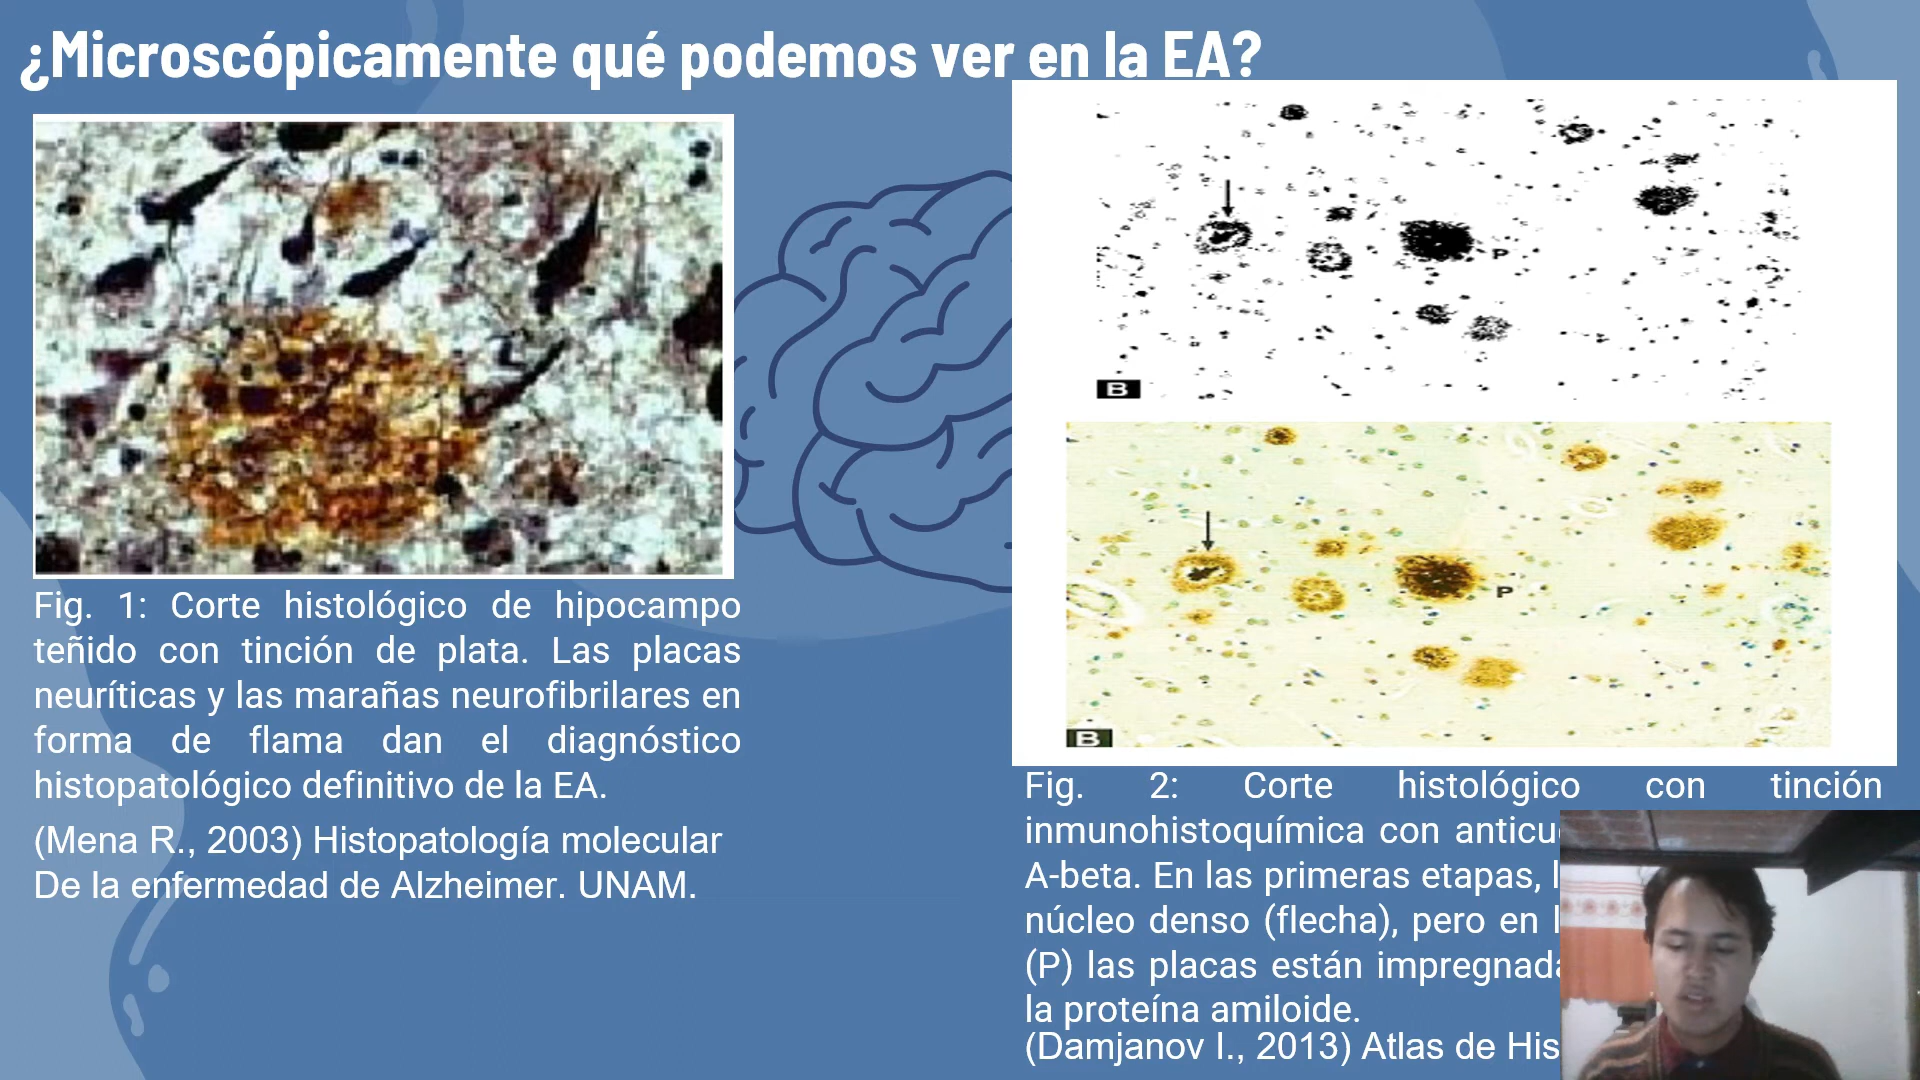 ¿Microscópicamente qué podemos ver en la EA?
Fig. 1: Corte histológico de hipocampo
teñido con tinción de plata. Las placas
neuríticas y las marañas neurofibrilares en
forma de flama dan el diagnóstico
histopatológico definitivo de la EA.
(Mena R., 2003) Histopatología molecular
De la enfermedad de Alzheimer. UNAM.
P
B
P
B
Fig. 2: Corte histológico con tinción
inmunohistoquímica con
A-beta. En las primeras etapas,
núcleo denso (flecha), pero en
(P) las placas están
la proteína amiloide.
(Damjanov I., 2013) Atlas de